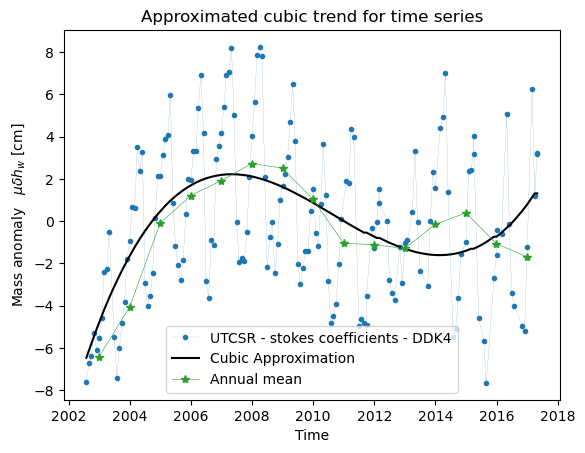 Approximated cubic trend for time series
Mass anomaly μδh_w [cm]
8
6
4
2
0
−2
−4
−6
−8
UTCSR - stokes coefficients - DDK4
Cubic Approximation
Annual mean
2002 2004 2006 2008 2010 2012 2014 2016 2018
Time